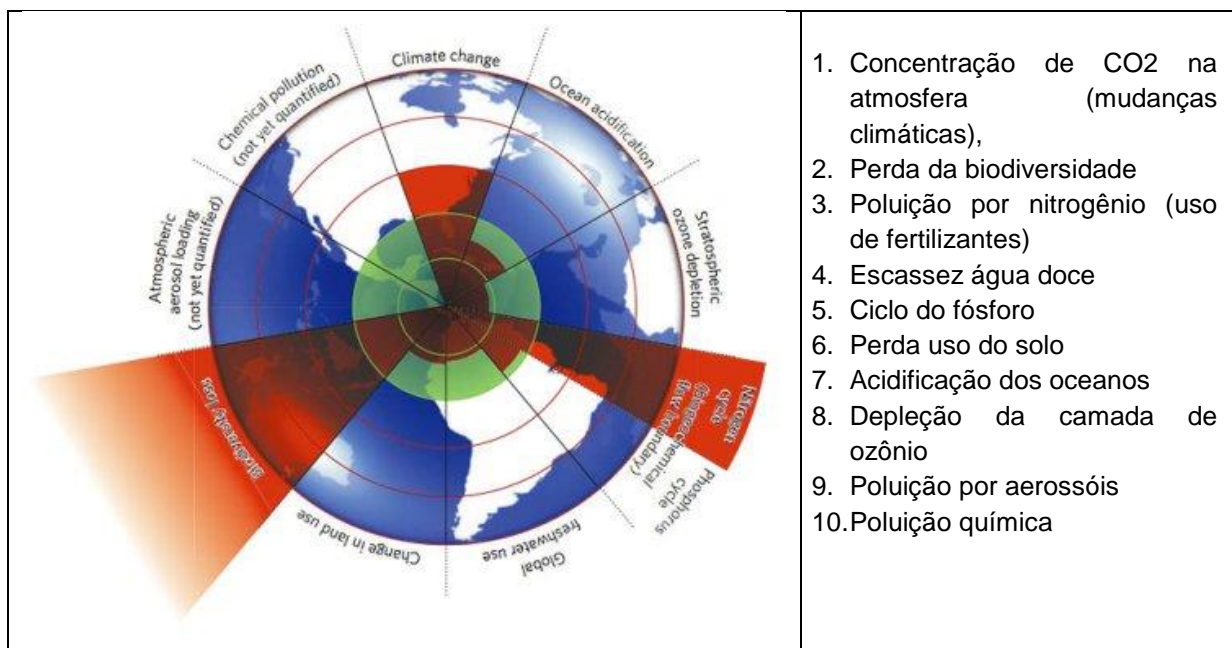 Climate change
Ocean acidification
Stratospheric
ozone depletion
Nitrogen
cycle
(biogeochemical
flow boundary)
Phosphorus
cycle
Global
freshwater use
Change in land use
Biodiversity loss
Atmospheric
aerosol loading
(not yet quantified)
Chemical pollution
(not yet quantified)
1. Concentração de CO2 na
atmosfera (mudanças
climáticas),
2. Perda da biodiversidade
3. Poluição por nitrogênio (uso
de fertilizantes)
4. Escassez água doce
5. Ciclo do fósforo
6. Perda uso do solo
7. Acidificação dos oceanos
8. Depleção da camada de
ozônio
9. Poluição por aerossóis
10.Poluição química